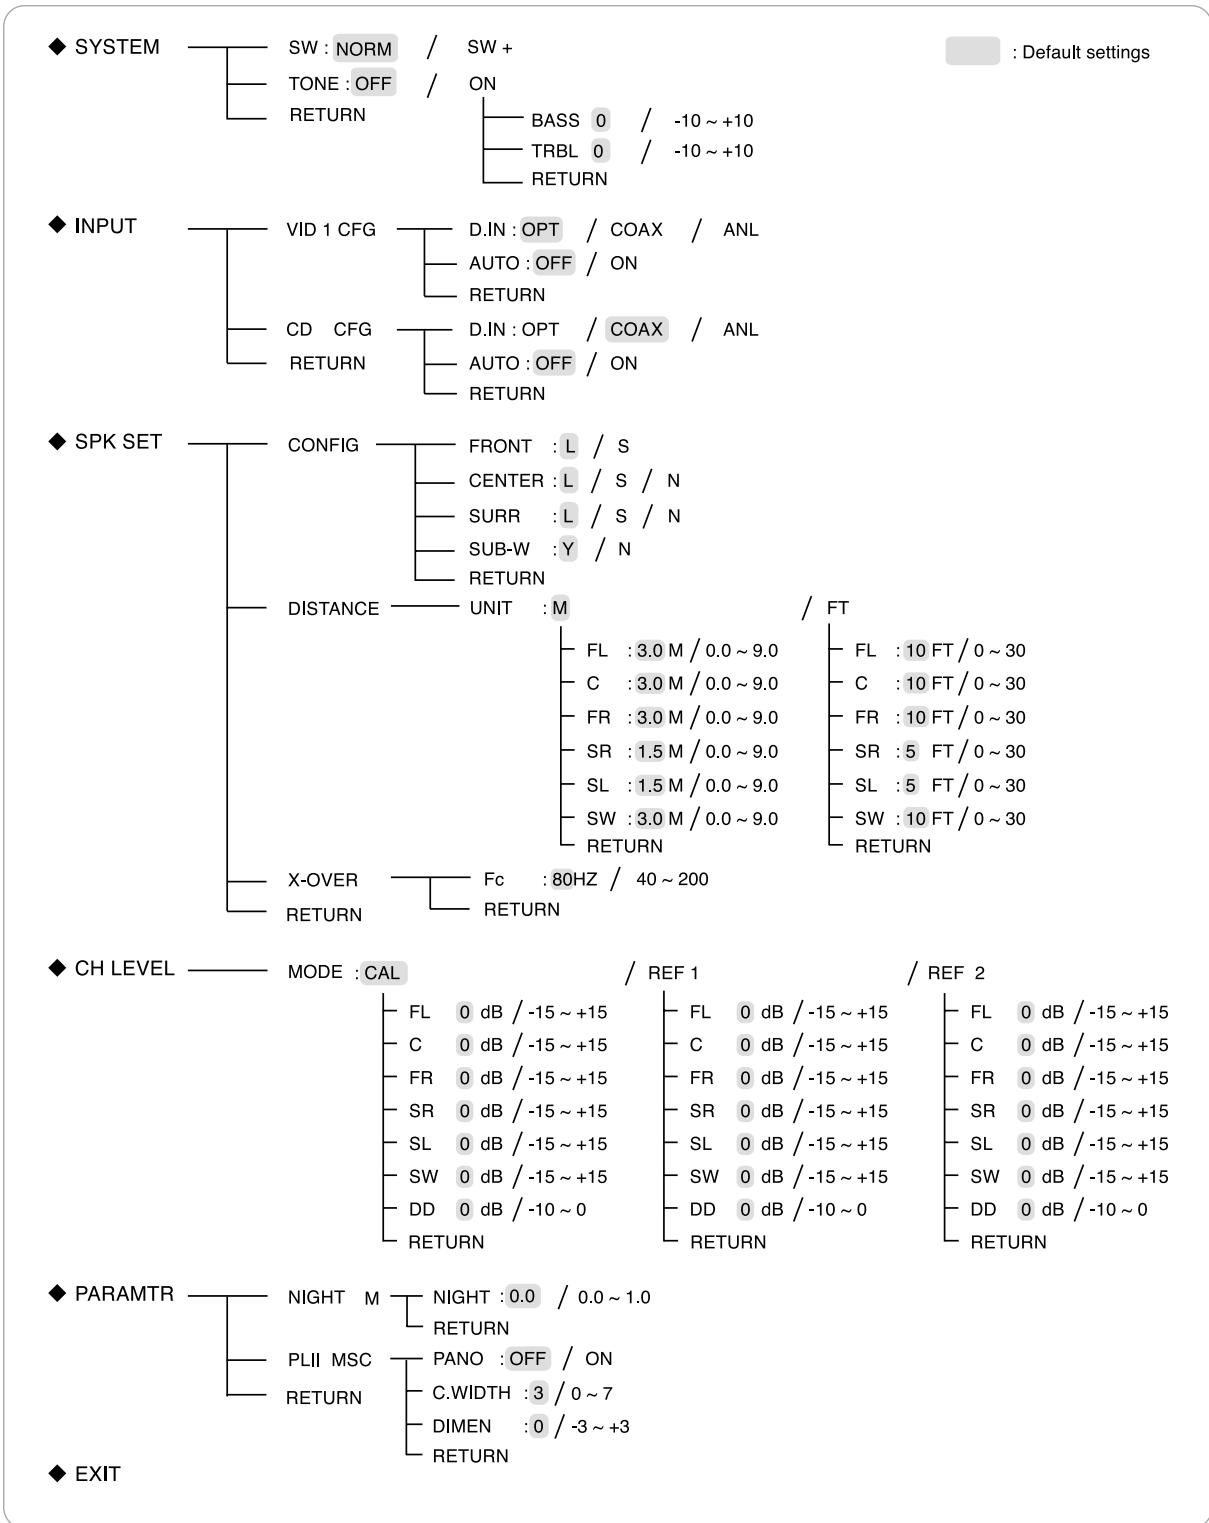 ◆ SYSTEM SW : NORM / SW + : Default settings
TONE : OFF / ON
RETURN
BASS 0 / -10 ~ +10
TRBL 0 / -10 ~ +10
RETURN
◆ INPUT VID 1 CFG D.IN : OPT / COAX / ANL
AUTO : OFF / ON
RETURN
CD CFG D.IN : OPT / COAX / ANL
RETURN AUTO : OFF / ON
RETURN
◆ SPK SET CONFIG FRONT : L / S
CENTER : L / S / N
SURR : L / S / N
SUB-W : Y / N
RETURN
DISTANCE UNIT : M / FT
FL : 3.0 M / 0.0 ~ 9.0 FL : 10 FT / 0 ~ 30
C : 3.0 M / 0.0 ~ 9.0 C : 10 FT / 0 ~ 30
FR : 3.0 M / 0.0 ~ 9.0 FR : 10 FT / 0 ~ 30
SR : 1.5 M / 0.0 ~ 9.0 SR : 5 FT / 0 ~ 30
SL : 1.5 M / 0.0 ~ 9.0 SL : 5 FT / 0 ~ 30
SW : 3.0 M / 0.0 ~ 9.0 SW : 10 FT / 0 ~ 30
RETURN RETURN
X-OVER Fc : 80HZ / 40 ~ 200
RETURN RETURN
◆ CH LEVEL MODE : CAL / REF 1 / REF 2
FL 0 dB / -15 ~ +15 FL 0 dB / -15 ~ +15 FL 0 dB / -15 ~ +15
C 0 dB / -15 ~ +15 C 0 dB / -15 ~ +15 C 0 dB / -15 ~ +15
FR 0 dB / -15 ~ +15 FR 0 dB / -15 ~ +15 FR 0 dB / -15 ~ +15
SR 0 dB / -15 ~ +15 SR 0 dB / -15 ~ +15 SR 0 dB / -15 ~ +15
SL 0 dB / -15 ~ +15 SL 0 dB / -15 ~ +15 SL 0 dB / -15 ~ +15
SW 0 dB / -15 ~ +15 SW 0 dB / -15 ~ +15 SW 0 dB / -15 ~ +15
DD 0 dB / -10 ~ 0 DD 0 dB / -10 ~ 0 DD 0 dB / -10 ~ 0
RETURN RETURN RETURN
◆ PARAMTR NIGHT M NIGHT : 0.0 / 0.0 ~ 1.0
RETURN
PLII MSC PANO : OFF / ON
RETURN C.WIDTH : 3 / 0 ~ 7
DIMEN : 0 / -3 ~ +3
RETURN
◆ EXIT